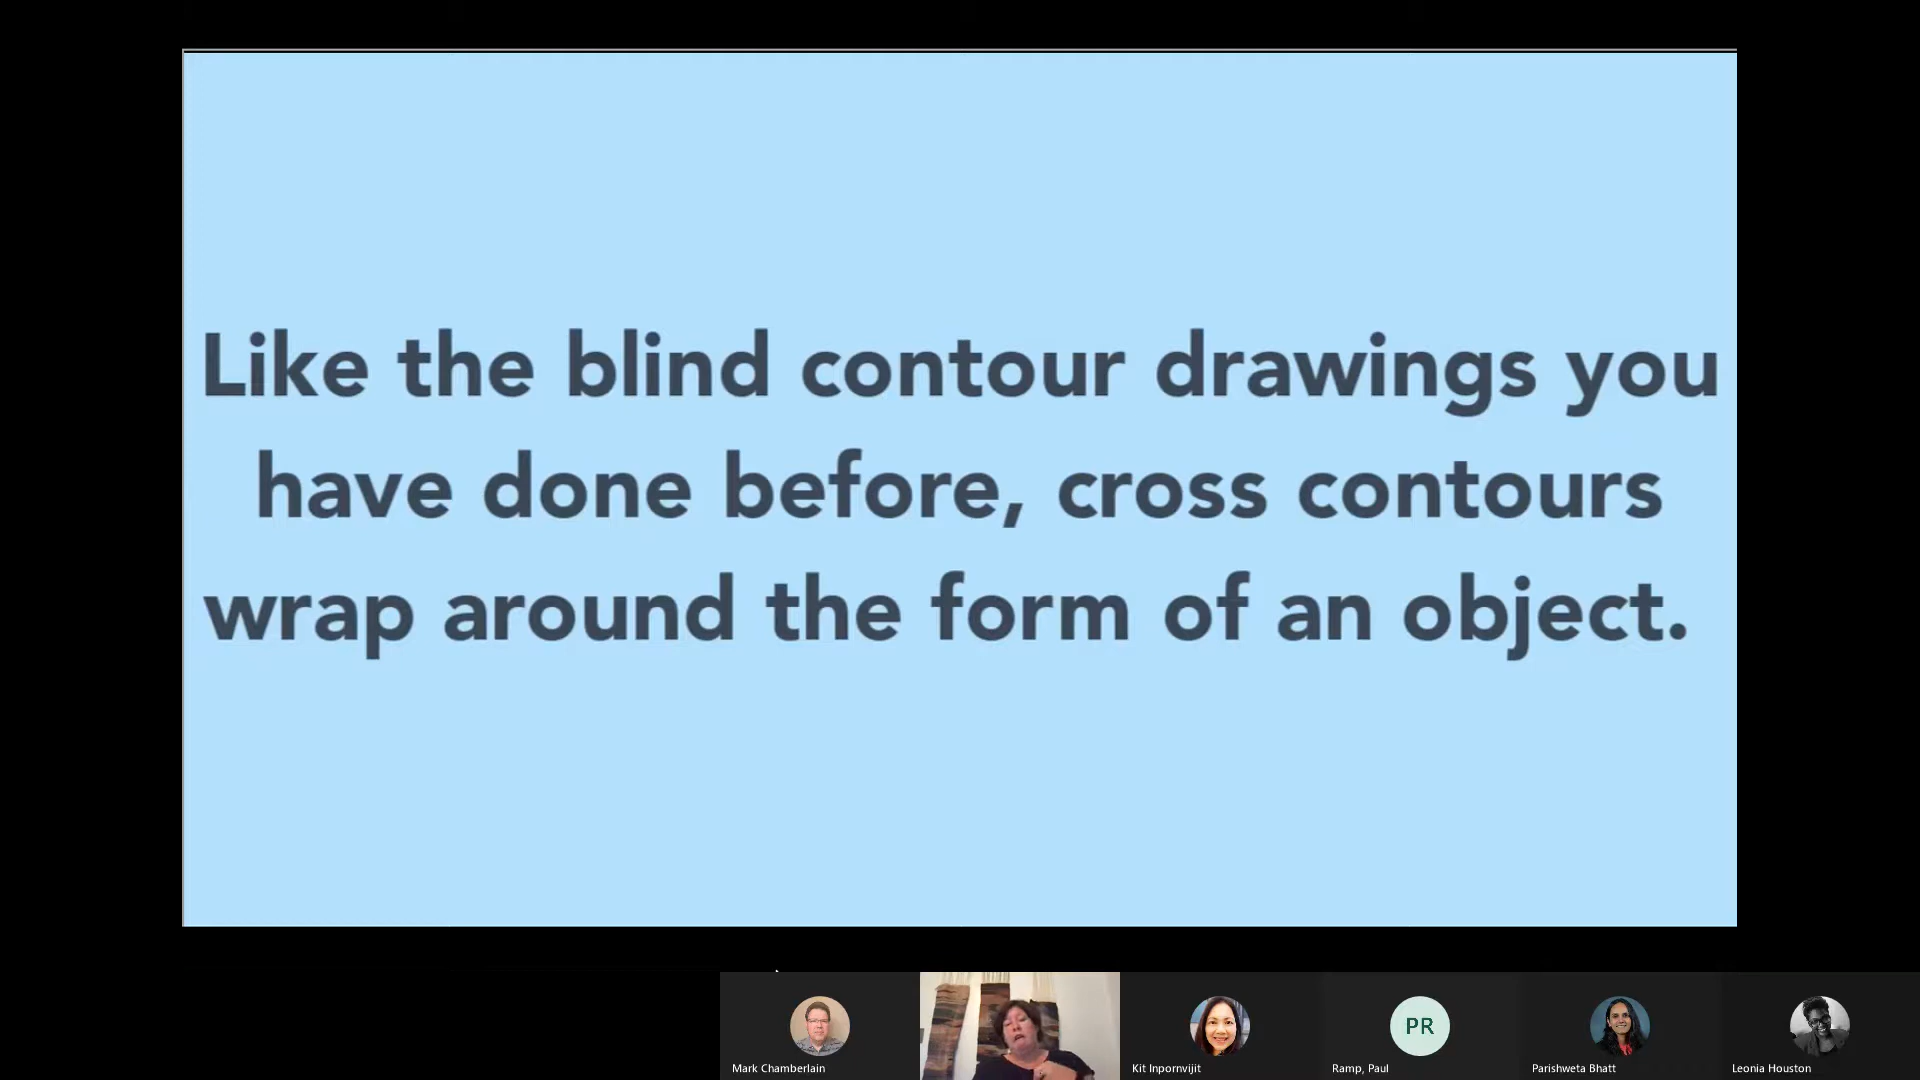 Like the blind contour drawings you
have done before, cross contours
wrap around the form of an object.
PR
Mark Chamberlain
Kit Inpornvijit
Ramp, Paul
Parishweta Bhatt
Leonia Houston